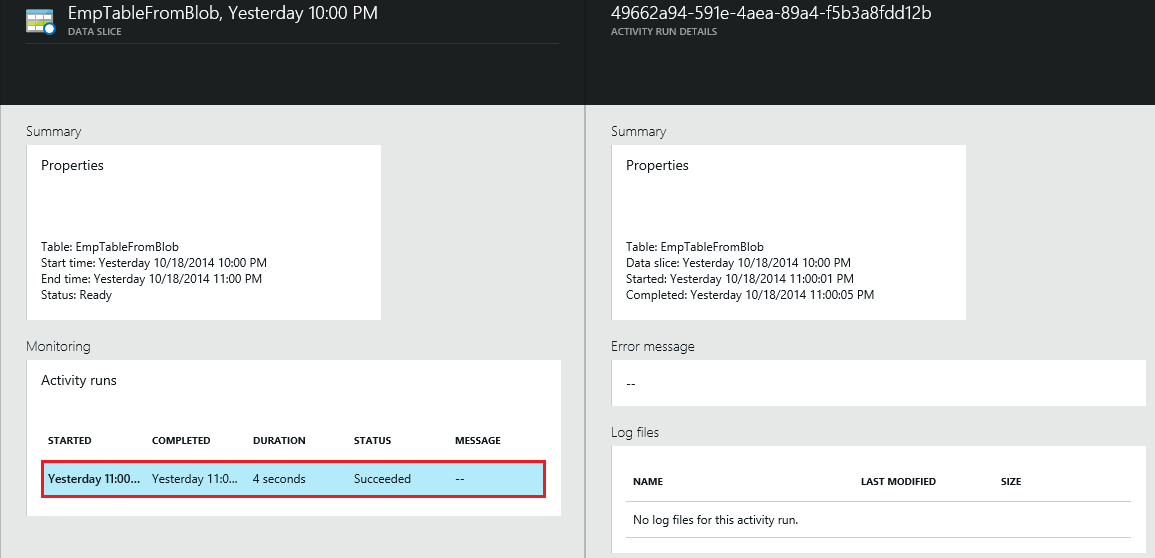 EmpTableFromBlob, Yesterday 10:00 PM
DATA SLICE
Summary
Properties
Table: EmpTableFromBlob
Start time: Yesterday 10/18/2014 10:00 PM
End time: Yesterday 10/18/2014 11:00 PM
Status: Ready
Monitoring
Activity runs
STARTED COMPLETED DURATION STATUS MESSAGE
Yesterday 11:00... Yesterday 11:0... 4 seconds Succeeded --
49662a94-591e-4aea-89a4-f5b3a8fdd12b
ACTIVITY RUN DETAILS
Summary
Properties
Table: EmpTableFromBlob
Data slice: Yesterday 10/18/2014 10:00 PM
Started: Yesterday 10/18/2014 11:00:01 PM
Completed: Yesterday 10/18/2014 11:00:05 PM
Error message
--
Log files
NAME LAST MODIFIED SIZE
No log files for this activity run.